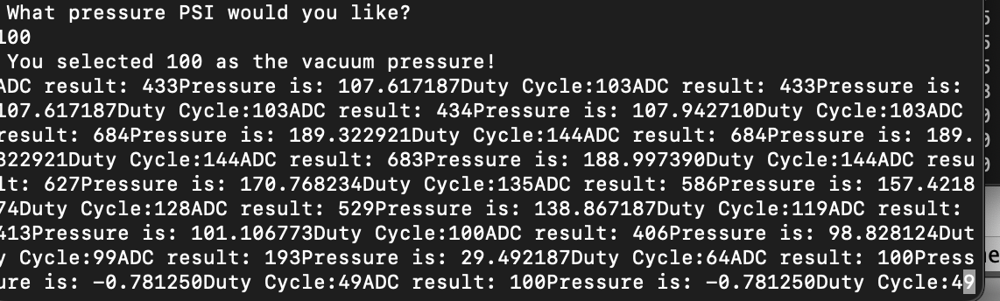 What pressure PSI would you like?
100
You selected 100 as the vacuum pressure!
ADC result: 433Pressure is: 107.617187Duty Cycle:103ADC result: 433Pressure is:
107.617187Duty Cycle:103ADC result: 434Pressure is: 107.942710Duty Cycle:103ADC
result: 684Pressure is: 189.322921Duty Cycle:144ADC result: 684Pressure is: 189.
322921Duty Cycle:144ADC result: 683Pressure is: 188.997390Duty Cycle:144ADC resu
lt: 627Pressure is: 170.768234Duty Cycle:135ADC result: 586Pressure is: 157.4218
74Duty Cycle:128ADC result: 529Pressure is: 138.867187Duty Cycle:119ADC result:
413Pressure is: 101.106773Duty Cycle:100ADC result: 406Pressure is: 98.828124Dut
y Cycle:99ADC result: 193Pressure is: 29.492187Duty Cycle:64ADC result: 100Press
ure is: -0.781250Duty Cycle:49ADC result: 100Pressure is: -0.781250Duty Cycle:49